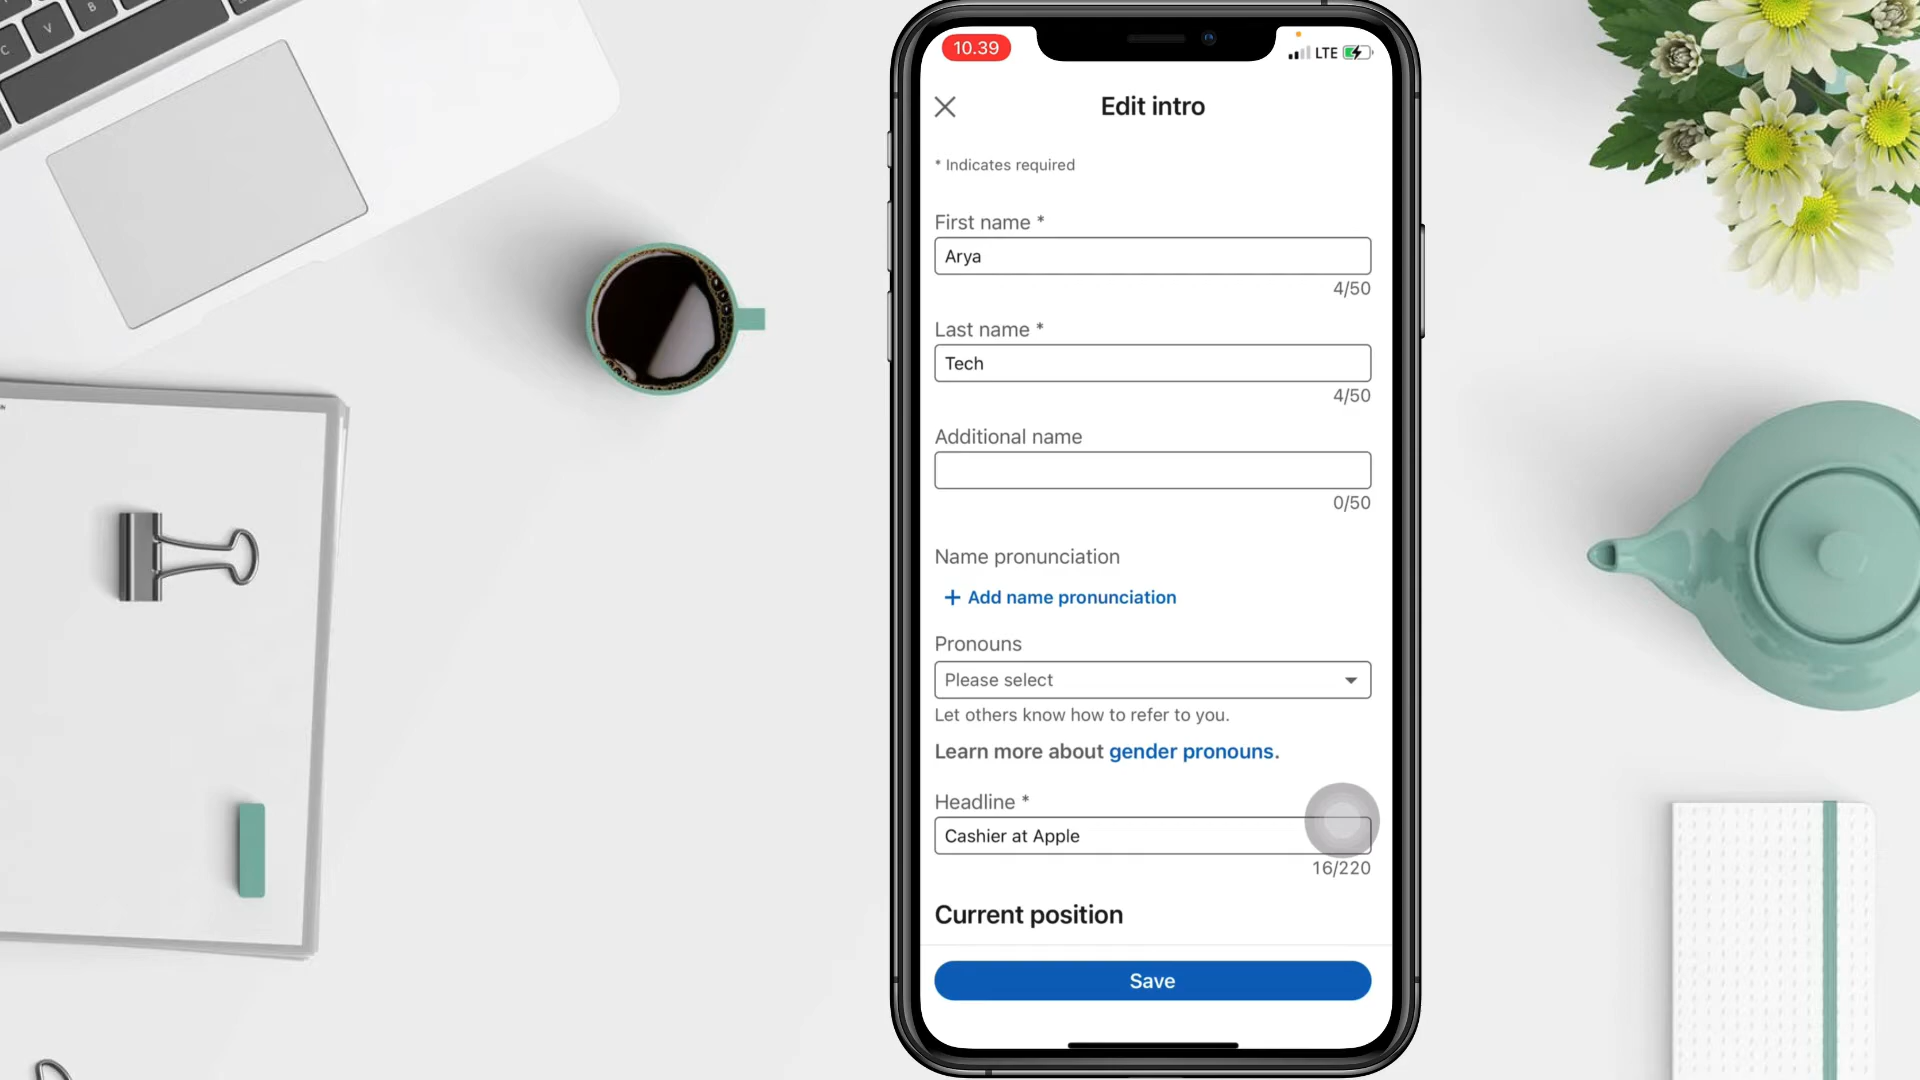 10.39
LTE
Edit intro
* Indicates required
First name *
Arya
4/50
Last name *
Tech
4/50
Additional name
0/50
Name pronunciation
+ Add name pronunciation
Pronouns
Please select
Let others know how to refer to you.
Learn more about gender pronouns.
Headline *
Cashier at Apple
16/220
Current position
Save
C
V
B